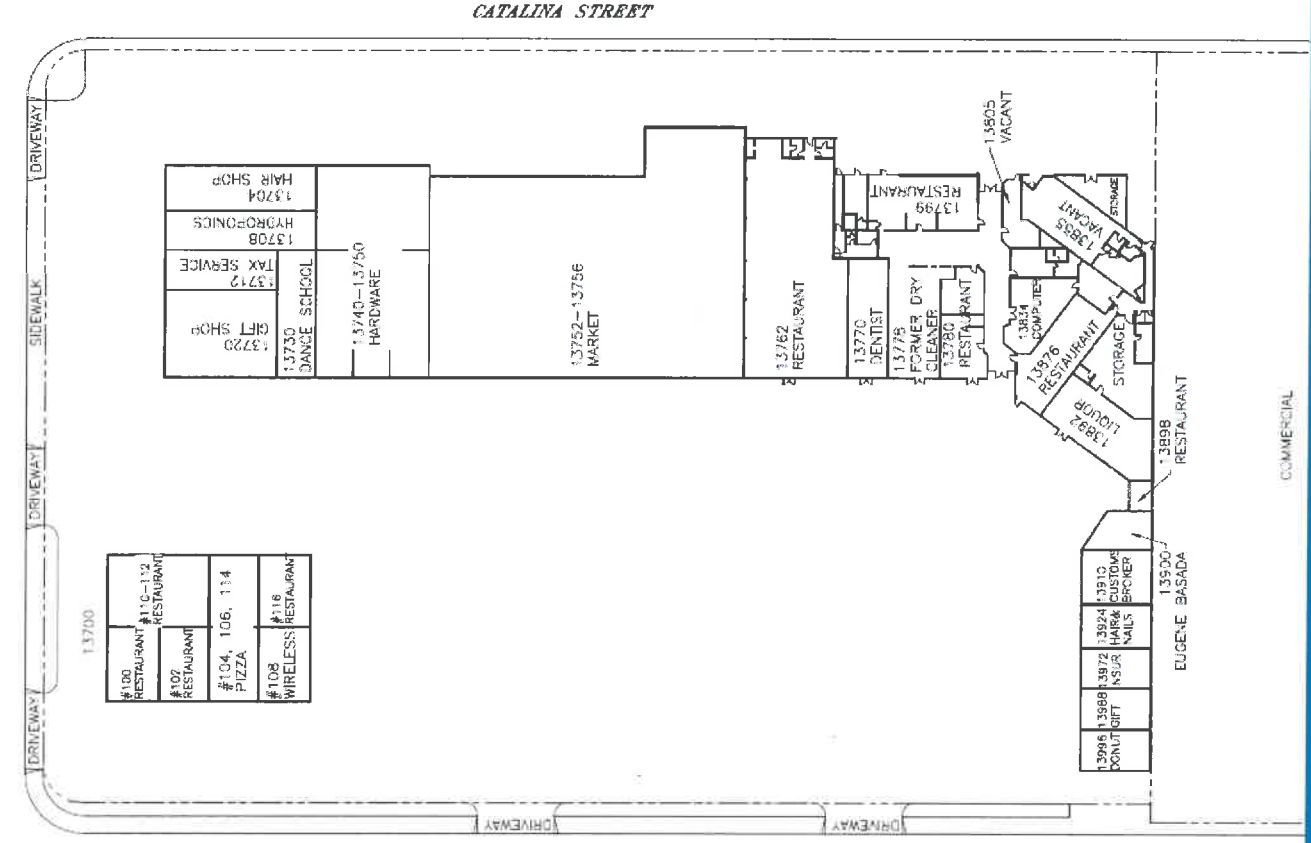 CATALINA STREET
DRIVEWAY
SIDEWALK
DRIVEWAY
DRIVEWAY
13704
HAIR SHOP
13708
HYDROPONICS
13712
TAX SERVICE
13720
GIFT SHOP
13730
DANCE SCHOOL
13740-13750
HARDWARE
13752-13756
MARKET
13762
RESTAURANT
13770
DENTIST
13778
FORMER DRY
CLEANER
13780
RESTAURANT
13799
RESTAURANT
13805
VACANT
13855
VACANT
STORAGE
13834
COMPUTER
13876
RESTAURANT
STORAGE
13892
LIQUOR
13898
RESTAURANT
13900
EUGENE BASADA
13910
CUSTOMS
BROKER
13924
HAIR&
NAILS
13972
INSUR
13988
GIFT
13996
DONUT
13700
#100
RESTAURANT
#102
RESTAURANT
#110-112
RESTAURANT
#104, 106, 114
PIZZA
#108
WIRELESS
#116
RESTAURANT
COMMERCIAL
DRIVEWAY
DRIVEWAY